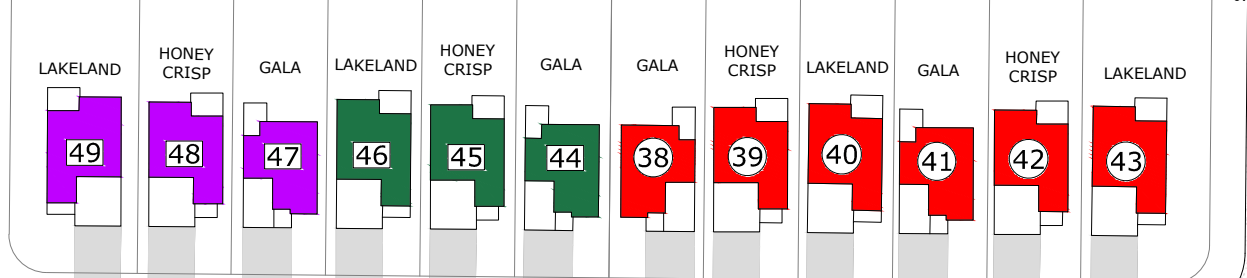 LAKELAND
HONEY
CRISP
GALA
LAKELAND
HONEY
CRISP
GALA
GALA
HONEY
CRISP
LAKELAND
GALA
HONEY
CRISP
LAKELAND
49
48
47
46
45
44
38
39
40
41
42
43